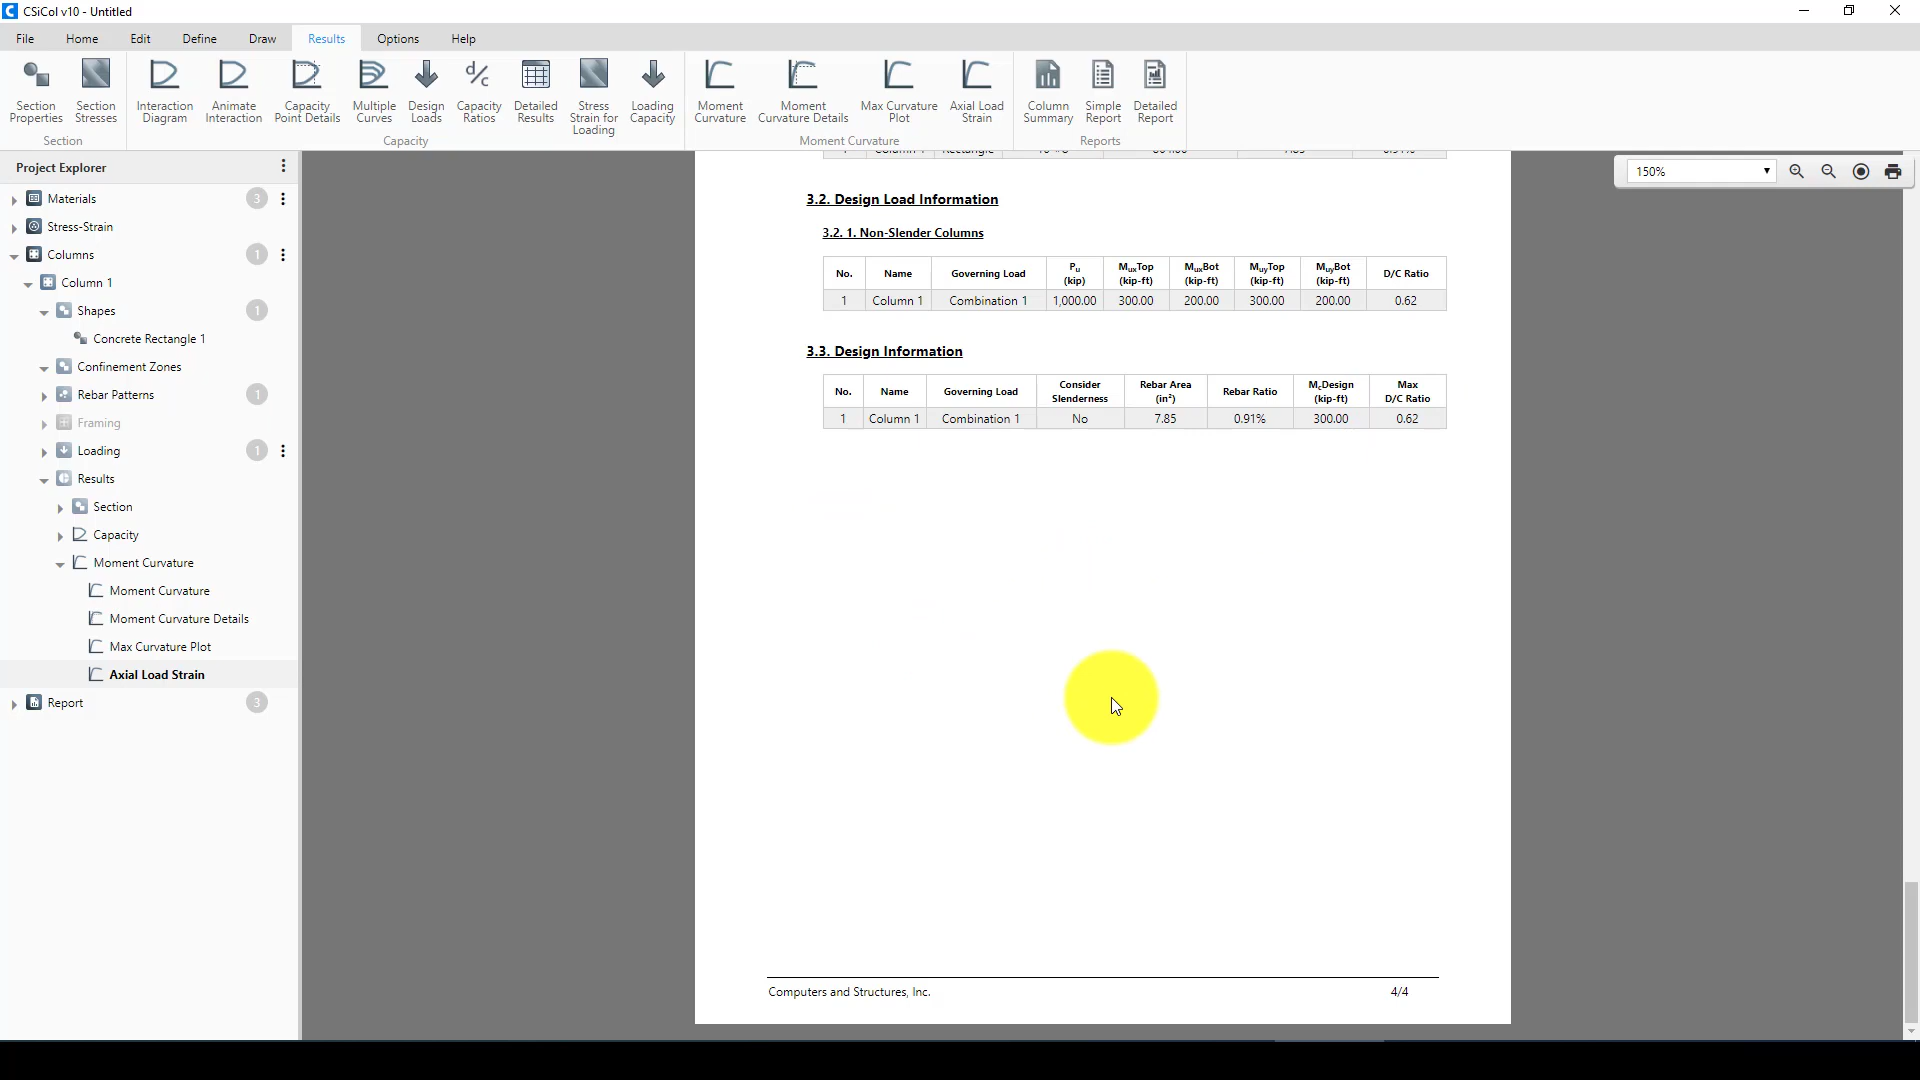 CSiCol v10 - Untitled
File Home Edit Define Draw Results Options Help
Section Properties
Section Stresses
Section
Interaction Diagram
Animate Interaction
Capacity Point Details
Multiple Curves
Design Loads
Capacity Ratios
Detailed Results
Stress Strain for Loading
Loading Capacity
Capacity
Moment Curvature
Moment Curvature Details
Max Curvature Plot
Axial Load Strain
Moment Curvature
Column Summary
Simple Report
Detailed Report
Reports
Project Explorer
Materials 3
Stress-Strain
Columns 1
Column 1
Shapes 1
Concrete Rectangle 1
Confinement Zones
Rebar Patterns 1
Framing
Loading 1
Results
Section
Capacity
Moment Curvature
Moment Curvature
Moment Curvature Details
Max Curvature Plot
Axial Load Strain
Report 3
150%
3.2. Design Load Information
3.2. 1. Non-Slender Columns
No. Name Governing Load Pu (kip) MuxTop (kip-ft) MuxBot (kip-ft) MuyTop (kip-ft) MuyBot (kip-ft) D/C Ratio
1 Column 1 Combination 1 1,000.00 300.00 200.00 300.00 200.00 0.62
3.3. Design Information
No. Name Governing Load Consider Slenderness Rebar Area (in²) Rebar Ratio McDesign (kip-ft) Max D/C Ratio
1 Column 1 Combination 1 No 7.85 0.91% 300.00 0.62
Computers and Structures, Inc. 4/4